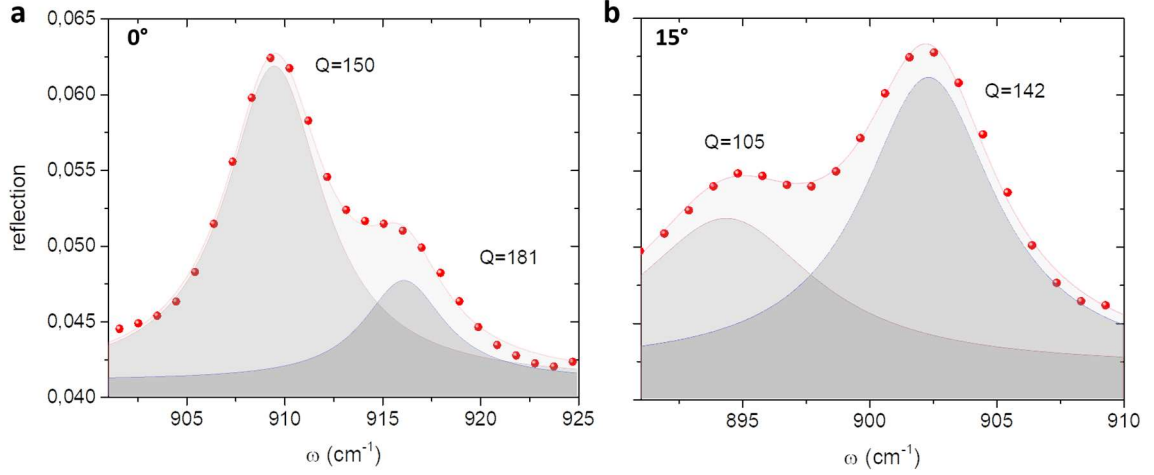 a
b
0,065
0°
15°
Q=150
Q=142
0,060
Q=105
0,055
reflection
0,050
Q=181
0,045
0,040
905 910 915 920 925
895 900 905 910
ω (cm⁻¹)
ω (cm⁻¹)